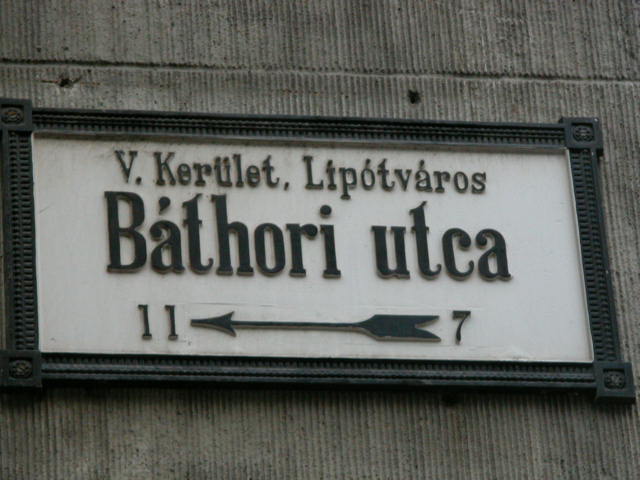 V. Kerület, Lipótváros
Báthori utca
11 7